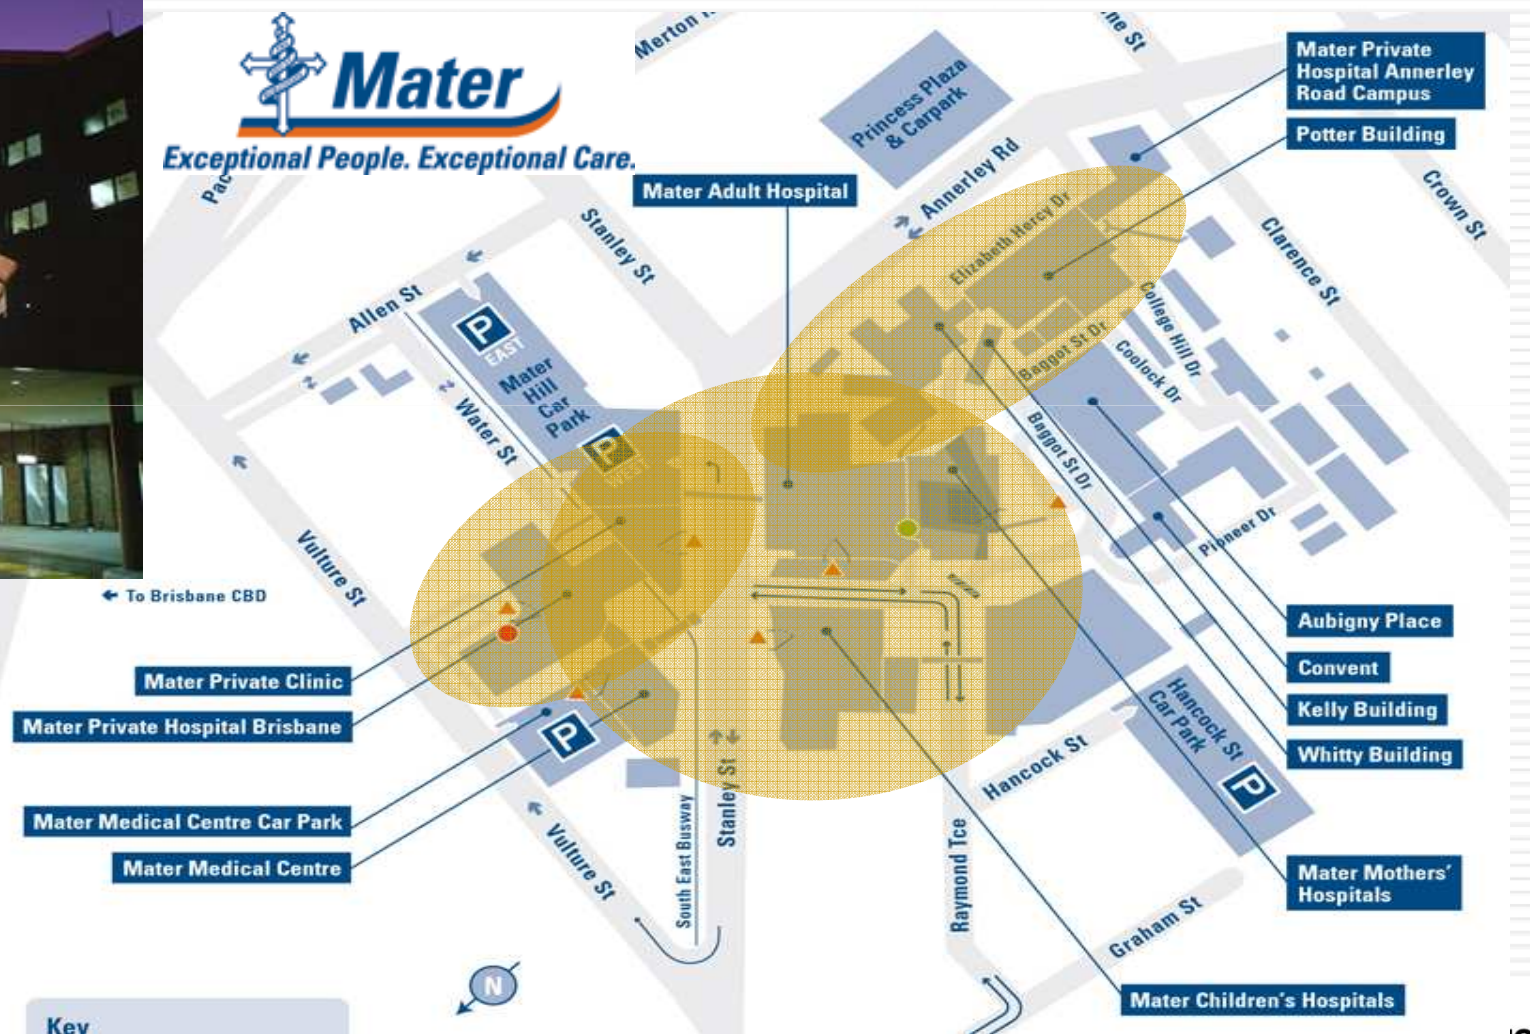 Mater
Exceptional People. Exceptional Care.
Merton
Princess Plaza
& Carpark
Annerley Rd
Mater Private
Hospital Annerley
Road Campus
Potter Building
Mater Adult Hospital
Stanley St
Elizabeth Hercy Dr
Clarence St
Crown St
Allen St
P
EAST
Mater
Hill
Car
Park
P
Water St
College Hill Dr
Coolock Dr
Baggot St Dr
Baggot St Dr
Pioneer Dr
Vulture St
To Brisbane CBD
Mater Private Clinic
Mater Private Hospital Brisbane
Mater Medical Centre Car Park
Mater Medical Centre
P
Vulture St
South East Busway
Stanley St
Raymond Tce
Hancock St
Hancock St
Car Park
P
Graham St
Aubigny Place
Convent
Kelly Building
Whitty Building
Mater Mothers'
Hospitals
Mater Children's Hospitals
N
Key